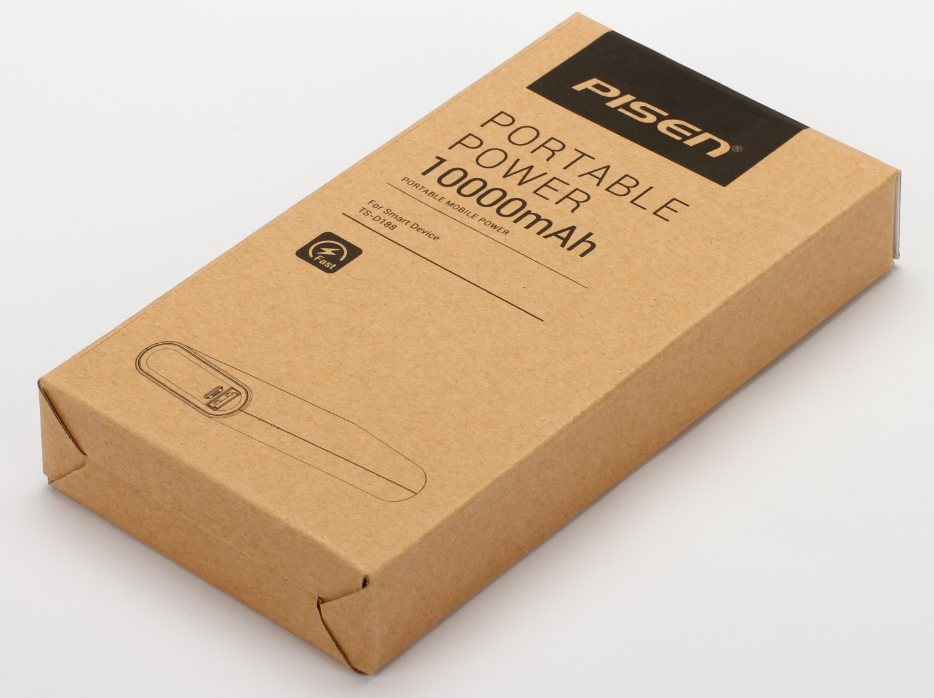 PISEN®
PORTABLE
POWER
10000mAh
PORTABLE MOBILE POWER
For Smart Device
TS-D188
Fast